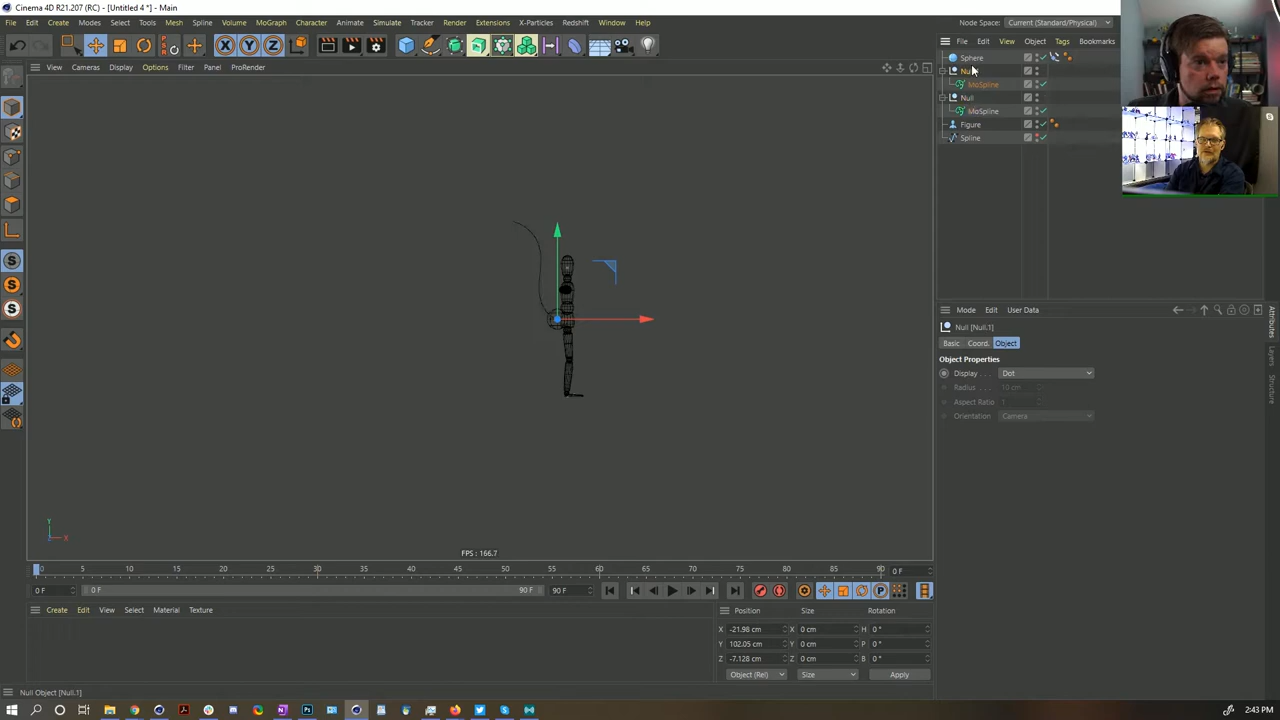 Cinema 4D R21.207 (RC) - [Untitled 4 *] - Main
File Edit Create Modes Select Tools Mesh Spline Volume MoGraph Character Animate Simulate Tracker Render Extensions X-Particles Redshift Window Help
Node Space: Current (Standard/Physical)
File Edit View Object Tags Bookmarks
X Y Z
View Cameras Display Options Filter Panel ProRender
Sphere
MoSpline
Null
MoSpline
Figure
Spline
Mode Edit User Data
Null [Null.1]
Basic Coord. Object
Object Properties
Display . . . Dot
Radius . . . 10 cm
Aspect Ratio 1
Orientation Camera
Attributes
Layers
Structure
Y
Z X
FPS : 166.7
0 5 10 15 20 25 30 35 40 45 50 55 60 65 70 75 80 85 90 0 F
0 F 0 F 90 F 90 F
Create Edit View Select Material Texture
Position Size Rotation
X -21.98 cm X 0 cm H 0 °
Y 102.05 cm Y 0 cm P 0 °
Z -7.128 cm Z 0 cm B 0 °
Object (Rel) Size Apply
Null Object [Null.1]
2:43 PM